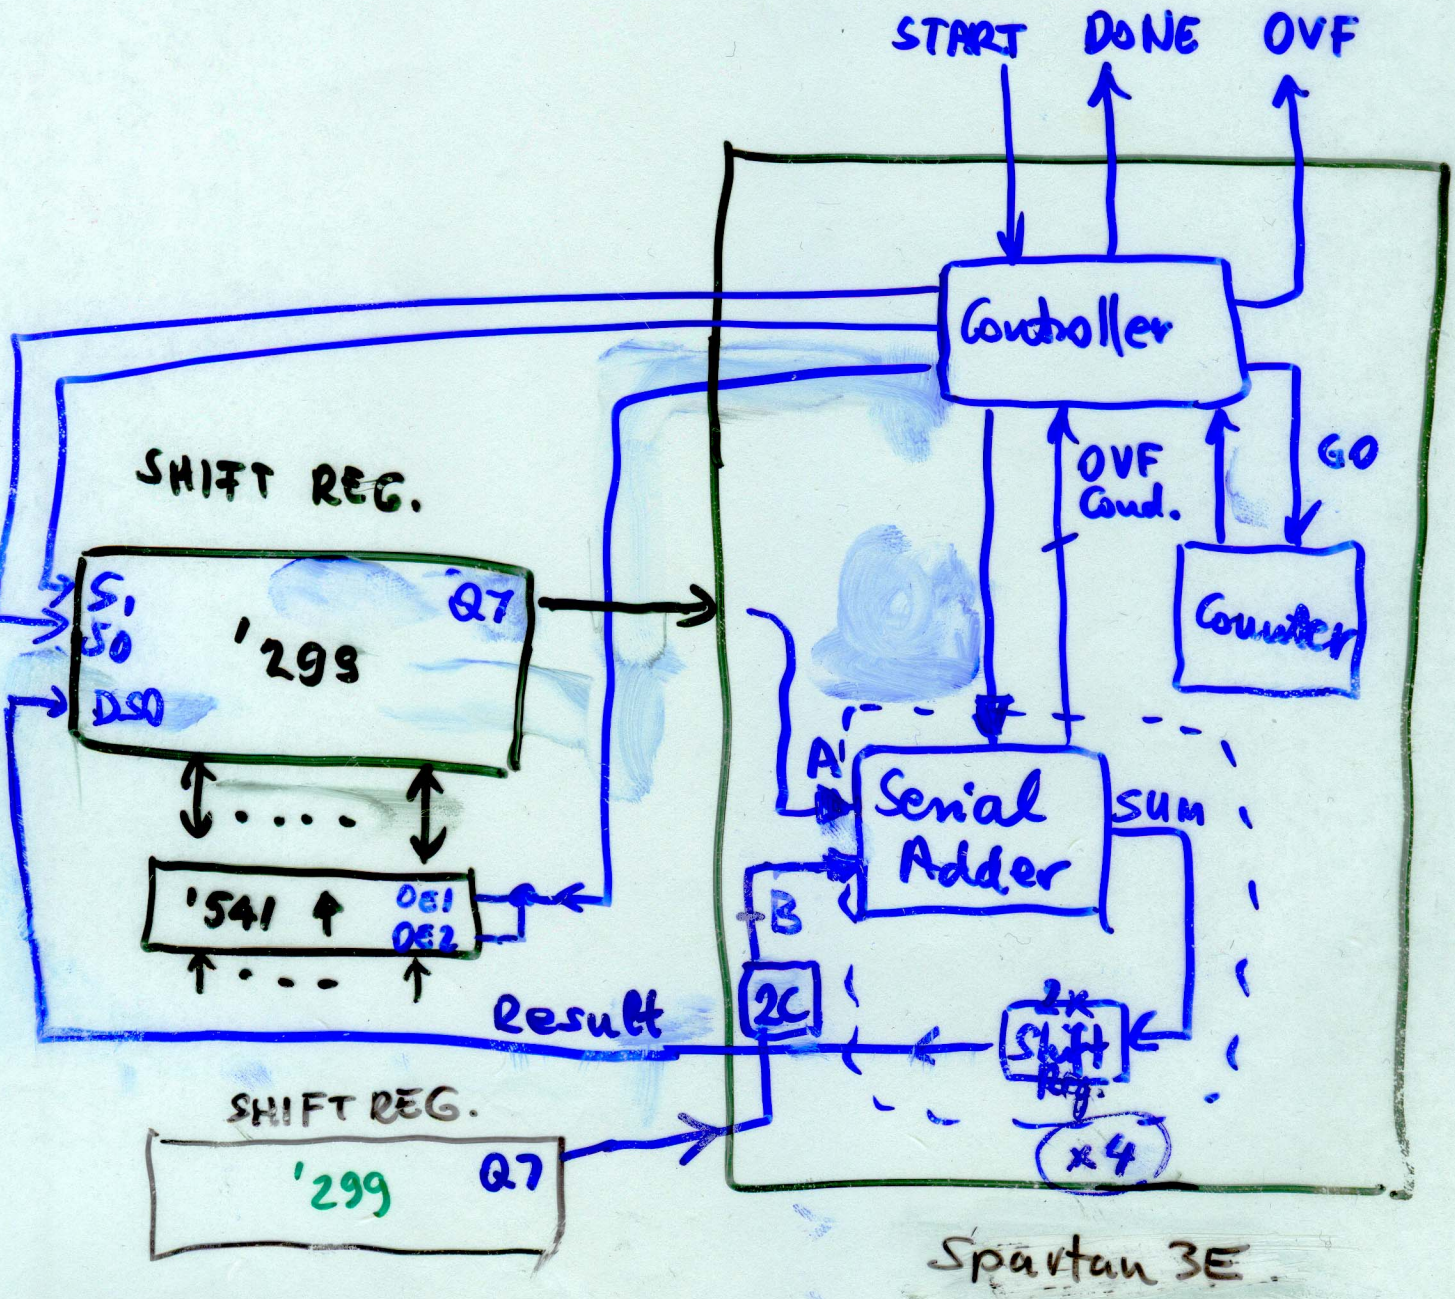 START DONE OVF
Controller
GO
OVF
Cond.
SHIFT REG.
S1
Q7
S0
'299
DS0
Counter
A
Serial
Adder
SUM
'541
OE1
OE2
B
2C
Result
2x
Shift
Reg.
x4
SHIFT REG.
Q7
'299
Spartan 3E